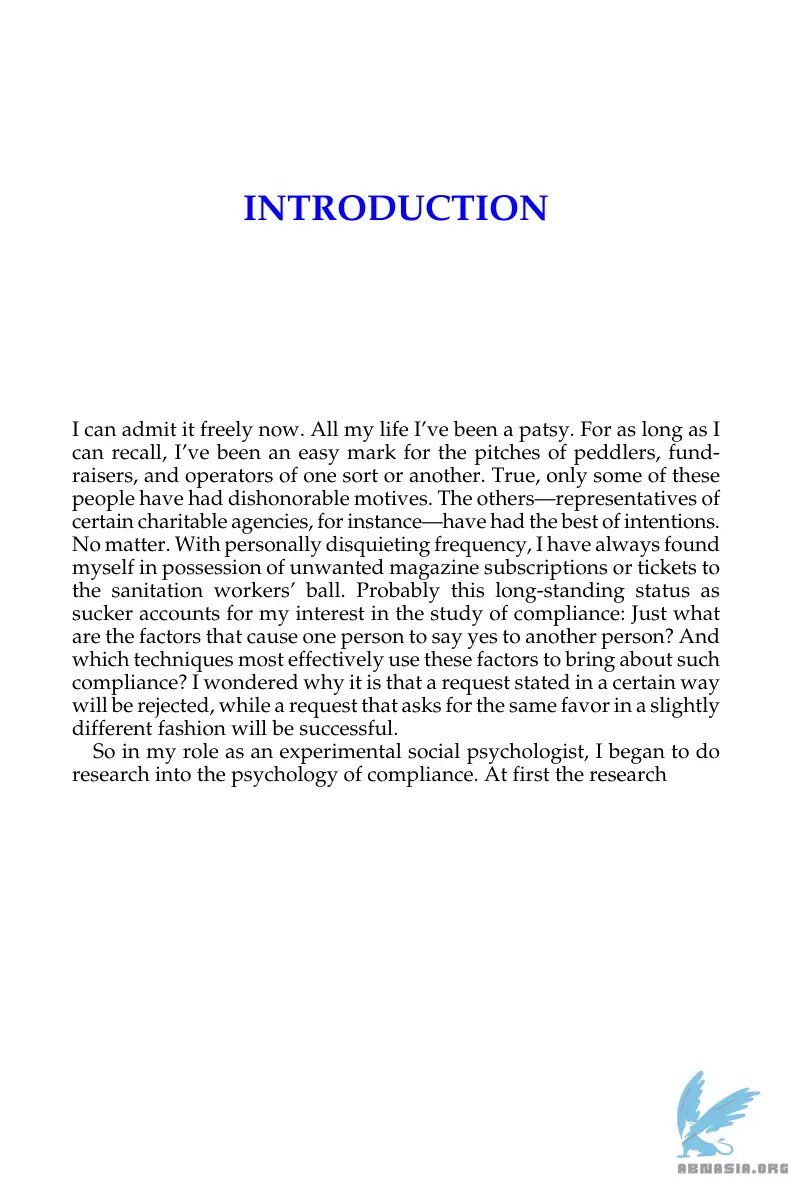 INTRODUCTION
I can admit it freely now. All my life I’ve been a patsy. For as long as I
can recall, I’ve been an easy mark for the pitches of peddlers, fund-
raisers, and operators of one sort or another. True, only some of these
people have had dishonorable motives. The others—representatives of
certain charitable agencies, for instance—have had the best of intentions.
No matter. With personally disquieting frequency, I have always found
myself in possession of unwanted magazine subscriptions or tickets to
the sanitation workers’ ball. Probably this long-standing status as
sucker accounts for my interest in the study of compliance: Just what
are the factors that cause one person to say yes to another person? And
which techniques most effectively use these factors to bring about such
compliance? I wondered why it is that a request stated in a certain way
will be rejected, while a request that asks for the same favor in a slightly
different fashion will be successful.
So in my role as an experimental social psychologist, I began to do
research into the psychology of compliance. At first the research
ABNASIA.ORG